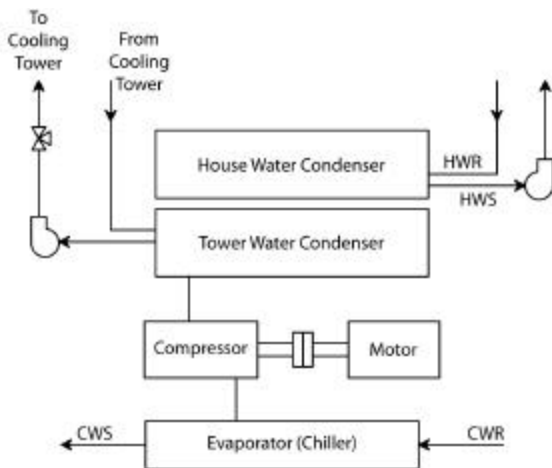 To
Cooling
Tower
From
Cooling
Tower
House Water Condenser
HWR
HWS
Tower Water Condenser
Compressor
Motor
CWS
Evaporator (Chiller)
CWR